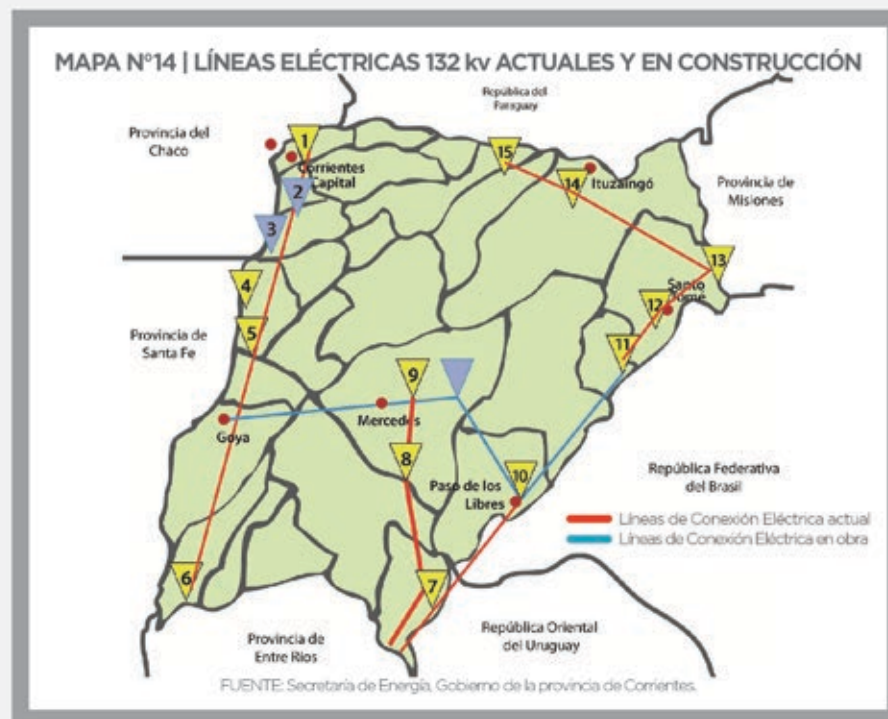 MAPA N°14 | LÍNEAS ELÉCTRICAS 132 kv ACTUALES Y EN CONSTRUCCIÓN
República del
Paraguay
Provincia del
Chaco
1
Corrientes
Capital
2
3
4
5
15
14
Ituzaingó
Provincia de
Misiones
13
Santo
Tomé
12
11
Provincia de
Santa Fe
9
Mercedes
Goya
8
10
Paso de los
Libres
República Federativa
del Brasil
Líneas de Conexión Eléctrica actual
Líneas de Conexión Eléctrica en obra
6
7
Provincia de
Entre Ríos
República Oriental
del Uruguay
FUENTE: Secretaría de Energía, Gobierno de la provincia de Corrientes.